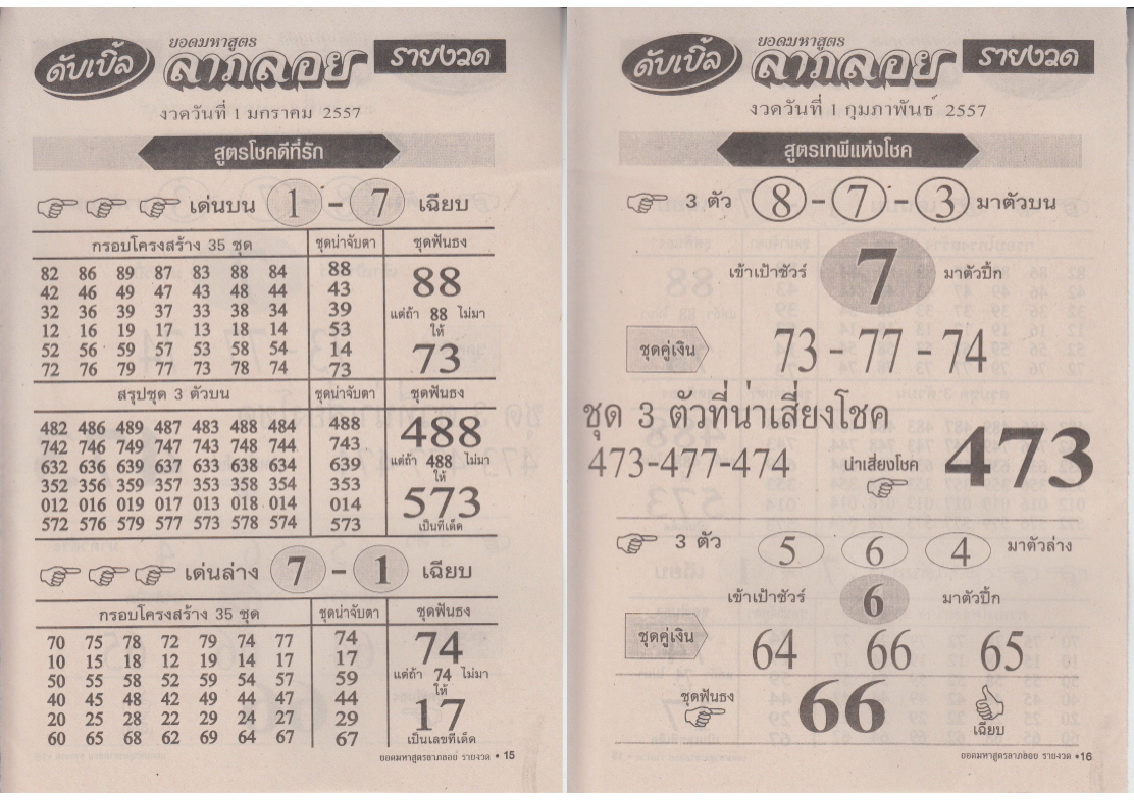 ดับเบิ้ล
ยอดมหาสูตร
ลาภลอย
รายงวด
งวดวันที่ 1 มกราคม 2557
สูตรโชคดีที่รัก
เด่นบน 1 - 7 เฉียบ
กรอบโครงสร้าง 35 ชุด ชุดน่าจับตา ชุดฟันธง
82 86 89 87 83 88 84 88
42 46 49 47 43 48 44 43
32 36 39 37 33 38 34 39
12 16 19 17 13 18 14 53
52 56 59 57 53 58 54 14
72 76 79 77 73 78 74 73
88
แต่ถ้า 88 ไม่มา
ให้
73
สรุปชุด 3 ตัวบน ชุดน่าจับตา ชุดฟันธง
482 486 489 487 483 488 484 488
742 746 749 747 743 748 744 743
632 636 639 637 633 638 634 639
352 356 359 357 353 358 354 353
012 016 019 017 013 018 014 014
572 576 579 577 573 578 574 573
488
แต่ถ้า 488 ไม่มา
ให้
573
เป็นทีเด็ด
เด่นล่าง 7 - 1 เฉียบ
กรอบโครงสร้าง 35 ชุด ชุดน่าจับตา ชุดฟันธง
70 75 78 72 79 74 77 74
10 15 18 12 19 14 17 17
50 55 58 52 59 54 57 59
40 45 48 42 49 44 47 44
20 25 28 22 29 24 27 29
60 65 68 62 69 64 67 67
74
แต่ถ้า 74 ไม่มา
ให้
17
เป็นเลขทีเด็ด
ยอดมหาสูตรลาภลอย รายงวด • 15
ดับเบิ้ล
ยอดมหาสูตร
ลาภลอย
รายงวด
งวดวันที่ 1 กุมภาพันธ์ 2557
สูตรเทพีแห่งโชค
3 ตัว 8 - 7 - 3 มาตัวบน
เข้าเป้าชัวร์ 7 มาตัวปิ๊ก
ชุดคู่เงิน 73 - 77 - 74
ชุด 3 ตัวที่น่าเสี่ยงโชค
473-477-474 น่าเสี่ยงโชค 473
3 ตัว 5 6 4 มาตัวล่าง
เข้าเป้าชัวร์ 6 มาตัวปิ๊ก
ชุดคู่เงิน 64 66 65
ชุดฟันธง 66 เฉียบ
ยอดมหาสูตรลาภลอย รายงวด • 16